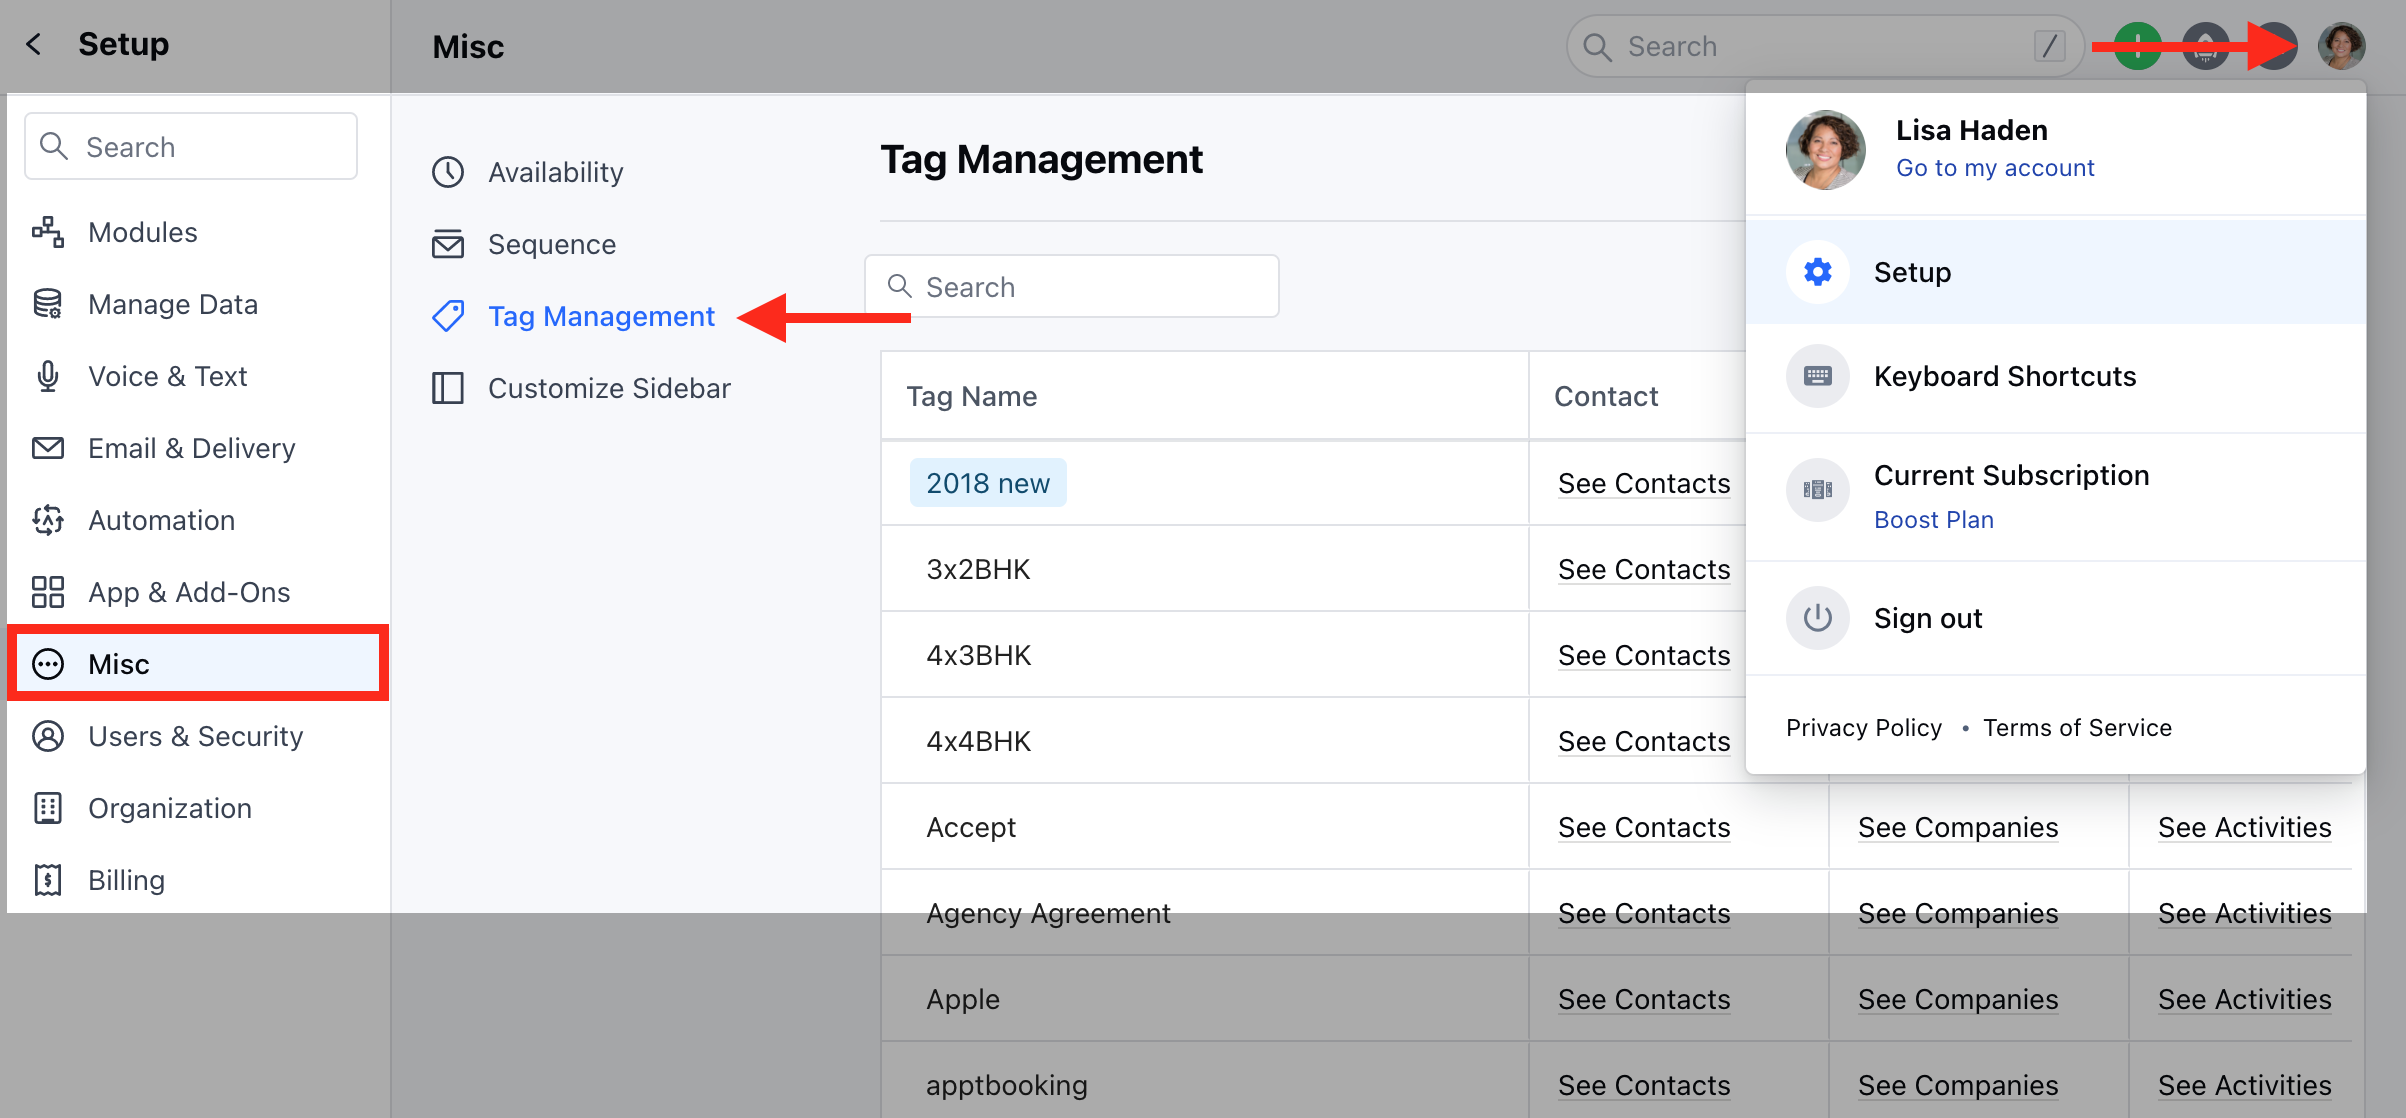 Setup
Misc
Search /
Search
Modules
Manage Data
Voice & Text
Email & Delivery
Automation
App & Add-Ons
Misc
Users & Security
Organization
Billing
Availability
Sequence
Tag Management
Customize Sidebar
Tag Management
Search
Tag Name Contact
2018 new See Contacts
3x2BHK See Contacts
4x3BHK See Contacts
4x4BHK See Contacts
Accept See Contacts See Companies See Activities
Agency Agreement See Contacts See Companies See Activities
Apple See Contacts See Companies See Activities
apptbooking See Contacts See Companies See Activities
Lisa Haden
Go to my account
Setup
Keyboard Shortcuts
Current Subscription
Boost Plan
Sign out
Privacy Policy • Terms of Service